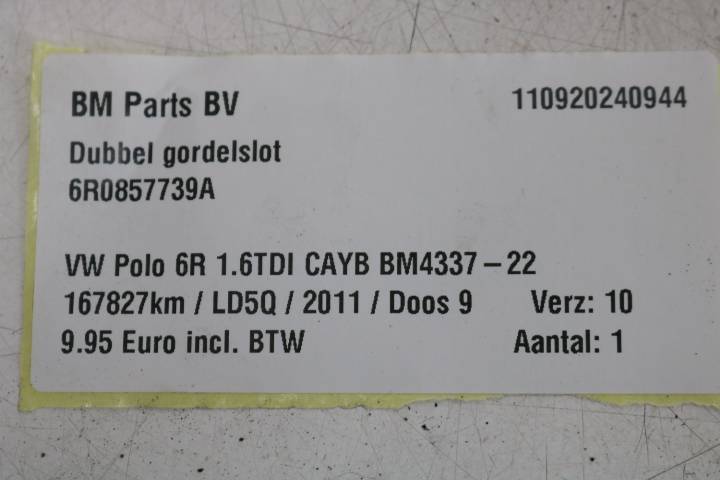 BM Parts BV 110920240944
Dubbel gordelslot
6R0857739A
VW Polo 6R 1.6TDI CAYB BM4337-22
167827km / LD5Q / 2011 / Doos 9 Verz: 10
9.95 Euro incl. BTW Aantal: 1